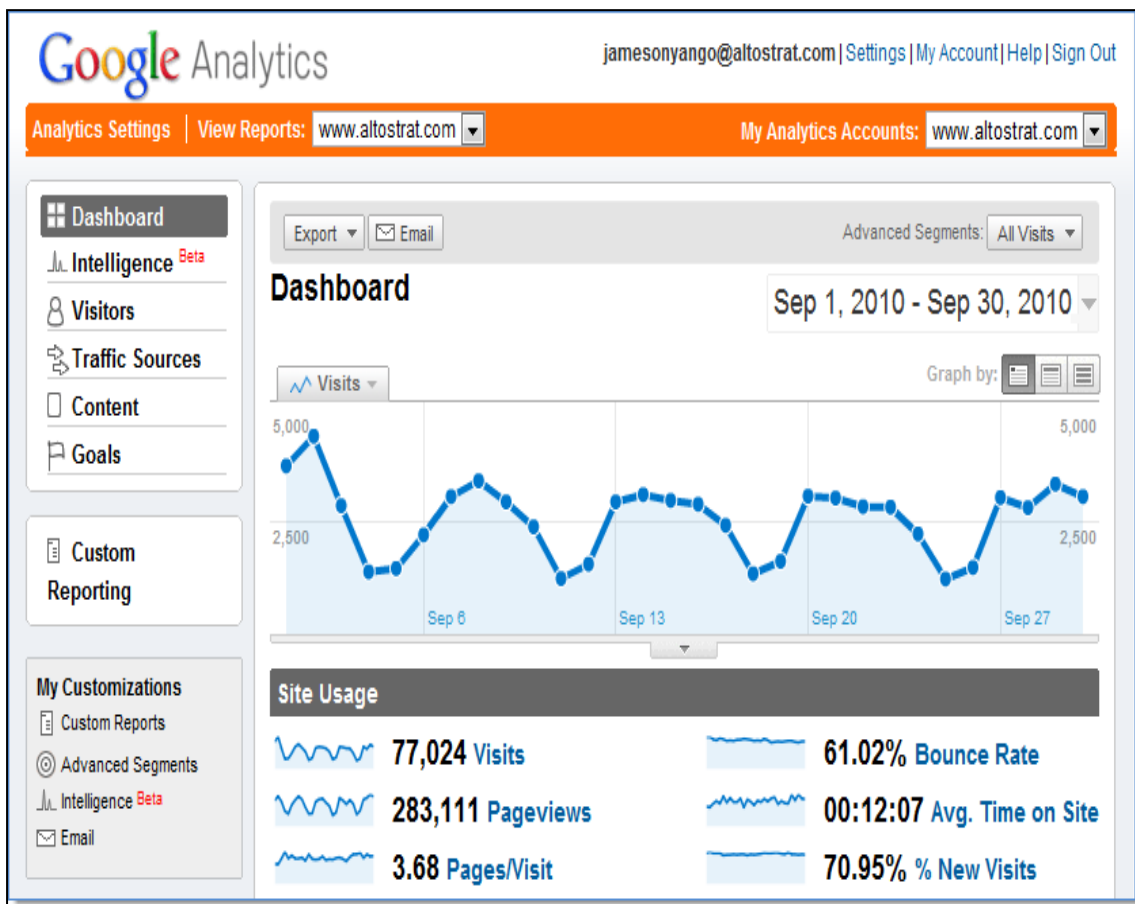 Google Analytics
jamesonyango@altostrat.com | Settings | My Account | Help | Sign Out
Analytics Settings | View Reports: www.altostrat.com
My Analytics Accounts: www.altostrat.com
Dashboard
Intelligence Beta
Visitors
Traffic Sources
Content
Goals
Custom
Reporting
My Customizations
Custom Reports
Advanced Segments
Intelligence Beta
Email
Export
Email
Advanced Segments: All Visits
Dashboard
Sep 1, 2010 - Sep 30, 2010
Visits
Graph by:
5,000
5,000
2,500
2,500
Sep 6
Sep 13
Sep 20
Sep 27
Site Usage
77,024 Visits
61.02% Bounce Rate
283,111 Pageviews
00:12:07 Avg. Time on Site
3.68 Pages/Visit
70.95% % New Visits